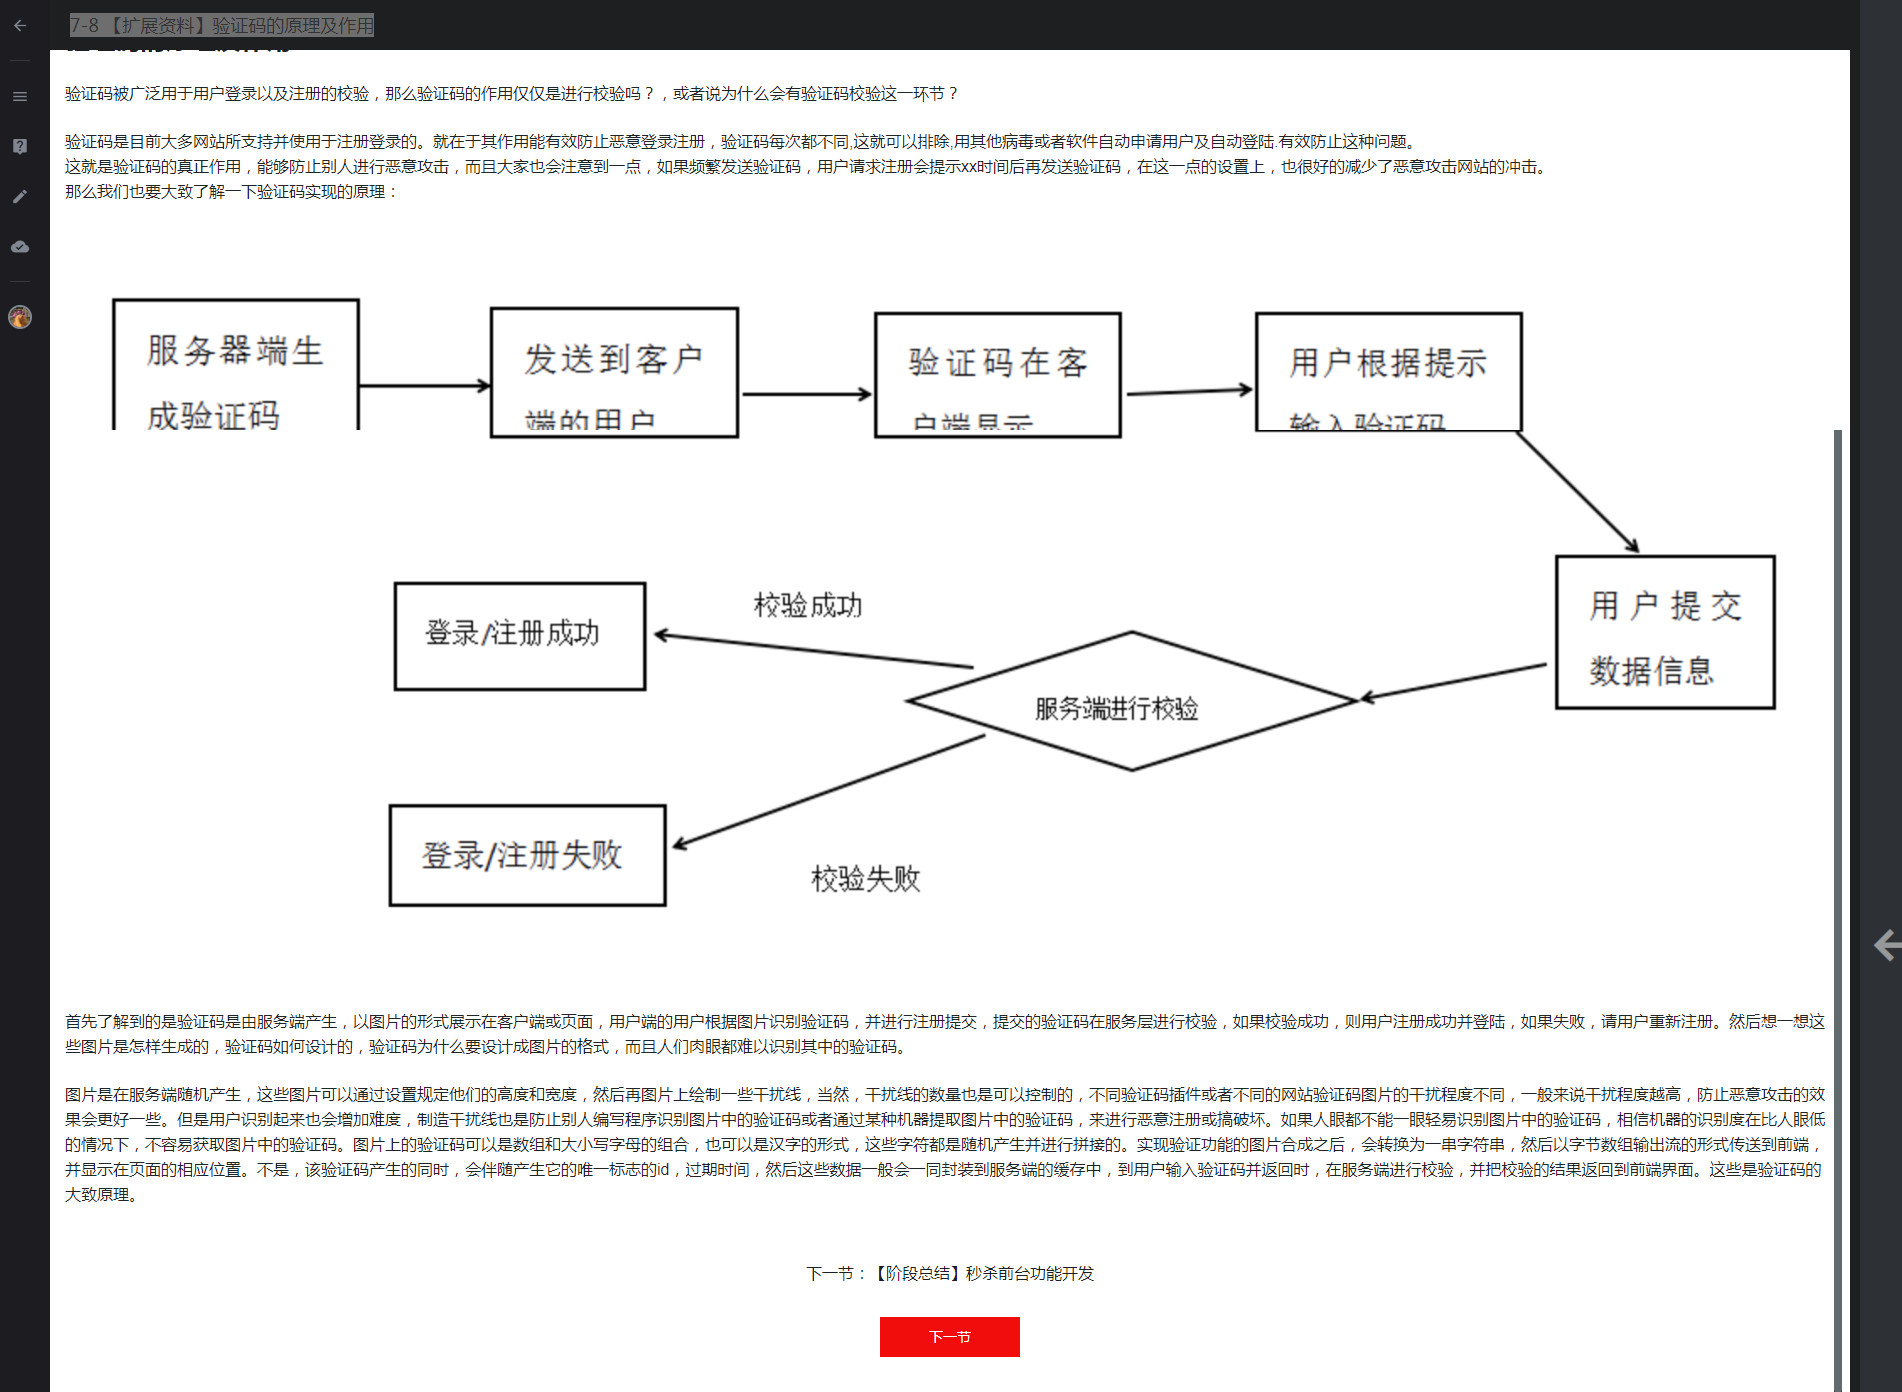 7-8 【扩展资料】验证码的原理及作用
验证码被广泛用于用户登录以及注册的校验，那么验证码的作用仅仅是进行校验吗？，或者说为什么会有验证码校验这一环节？
验证码是目前大多网站所支持并使用于注册登录的。就在于其作用能有效防止恶意登录注册，验证码每次都不同,这就可以排除,用其他病毒或者软件自动申请用户及自动登陆.有效防止这种问题。
这就是验证码的真正作用，能够防止别人进行恶意攻击，而且大家也会注意到一点，如果频繁发送验证码，用户请求注册会提示xx时间后再发送验证码，在这一点的设置上，也很好的减少了恶意攻击网站的冲击。
那么我们也要大致了解一下验证码实现的原理：
服务器端生
成验证码
发送到客户
端的用户
验证码在客
户端显示
用户根据提示
输入验证码
用户提交
数据信息
校验成功
登录/注册成功
服务端进行校验
登录/注册失败
校验失败
首先了解到的是验证码是由服务端产生，以图片的形式展示在客户端或页面，用户端的用户根据图片识别验证码，并进行注册提交，提交的验证码在服务层进行校验，如果校验成功，则用户注册成功并登陆，如果失败，请用户重新注册。然后想一想这
些图片是怎样生成的，验证码如何设计的，验证码为什么要设计成图片的格式，而且人们肉眼都难以识别其中的验证码。
图片是在服务端随机产生，这些图片可以通过设置规定他们的高度和宽度，然后再图片上绘制一些干扰线，当然，干扰线的数量也是可以控制的，不同验证码插件或者不同的网站验证码图片的干扰程度不同，一般来说干扰程度越高，防止恶意攻击的效
果会更好一些。但是用户识别起来也会增加难度，制造干扰线也是防止别人编写程序识别图片中的验证码或者通过某种机器提取图片中的验证码，来进行恶意注册或搞破坏。如果人眼都不能一眼轻易识别图片中的验证码，相信机器的识别度在比人眼低
的情况下，不容易获取图片中的验证码。图片上的验证码可以是数组和大小写字母的组合，也可以是汉字的形式，这些字符都是随机产生并进行拼接的。实现验证功能的图片合成之后，会转换为一串字符串，然后以字节数组输出流的形式传送到前端，
并显示在页面的相应位置。不是，该验证码产生的同时，会伴随产生它的唯一标志的id，过期时间，然后这些数据一般会一同封装到服务端的缓存中，到用户输入验证码并返回时，在服务端进行校验，并把校验的结果返回到前端界面。这些是验证码的
大致原理。
下一节：【阶段总结】秒杀前台功能开发
下一节